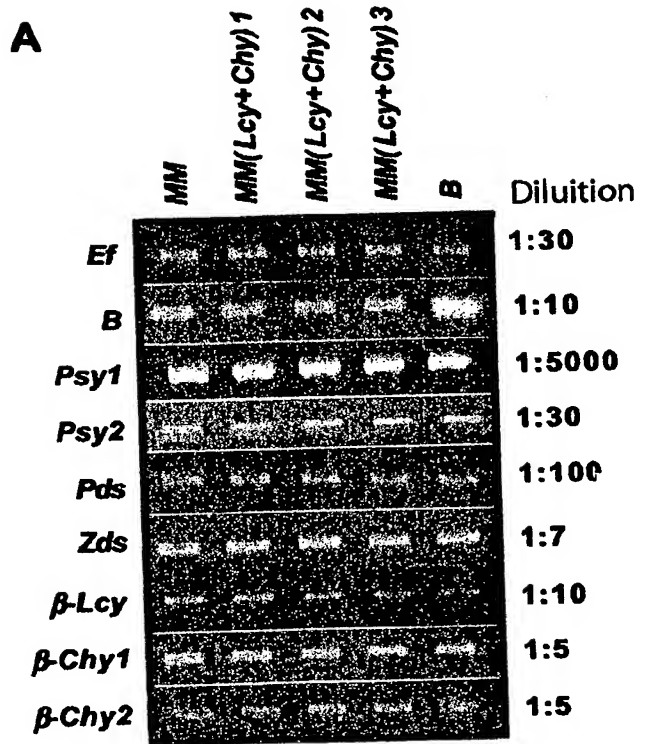 A
MM
MM(Lcy+Chy)1
MM(Lcy+Chy)2
MM(Lcy+Chy)3
B
Diluition
Ef 1:30
B 1:10
Psy1 1:5000
Psy2 1:30
Pds 1:100
Zds 1:7
β-Lcy 1:10
β-Chy1 1:5
β-Chy2 1:5